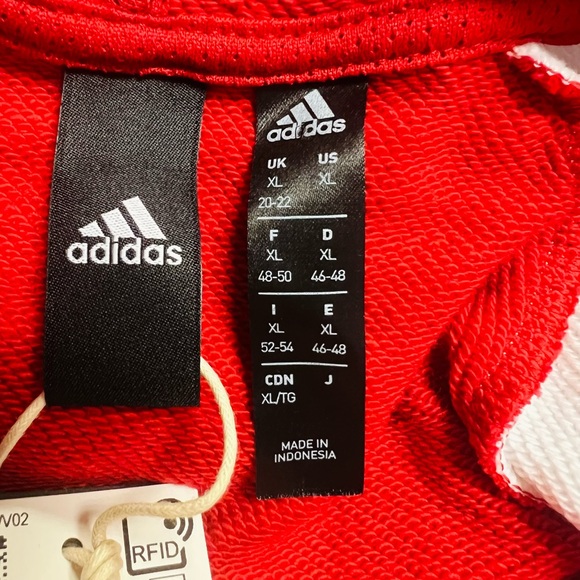 adidas
adidas
UK US
XL XL
20-22
F D
XL XL
48-50 46-48
I E
XL XL
52-54 46-48
CDN J
XL/TG
MADE IN
INDONESIA
RFID